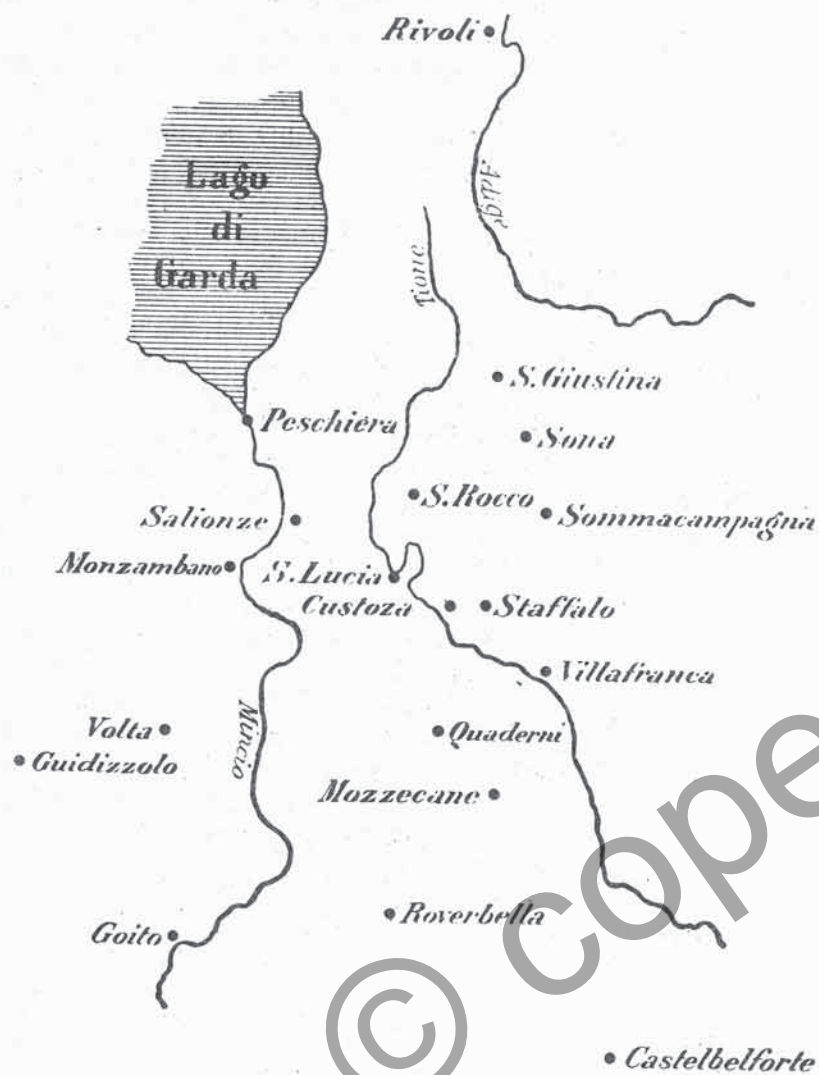 Rivoli
Adige
Lago
di
Garda
Tione
S. Giustina
Peschiera
Sona
S. Rocco
Salionze
Sommacampagna
Monzambano
S. Lucia
Custoza
Staffalo
Villafranca
Mincio
Volta
Quaderni
Guidizzolo
Mozzecane
Roverbella
Goito
Castelbelforte
© cope